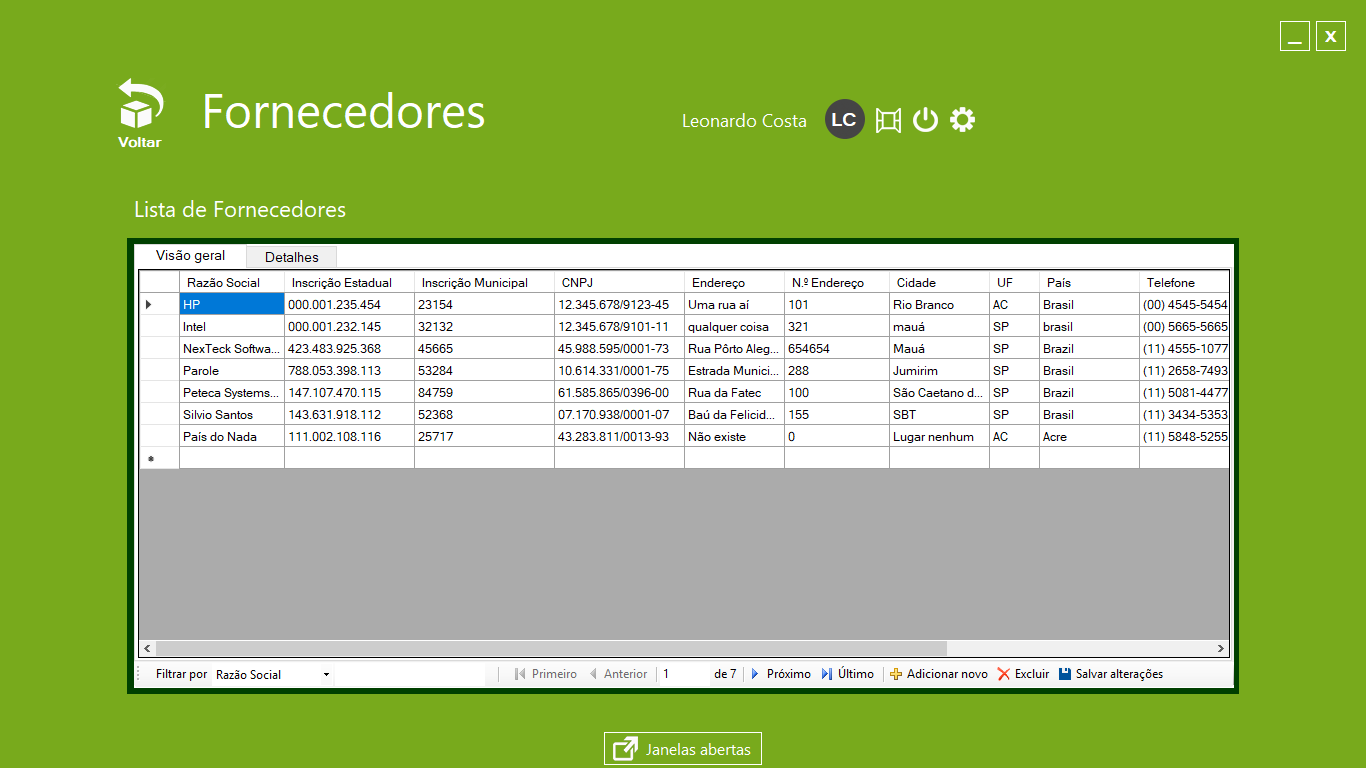 _ X
Voltar
Fornecedores
Leonardo Costa LC
Lista de Fornecedores
Visão geral Detalhes
Razão Social Inscrição Estadual Inscrição Municipal CNPJ Endereço N.º Endereço Cidade UF País Telefone
HP 000.001.235.454 23154 12.345.678/9123-45 Uma rua aí 101 Rio Branco AC Brasil (00) 4545-5454
Intel 000.001.232.145 32132 12.345.678/9101-11 qualquer coisa 321 mauá SP brasil (00) 5665-5665
NexTeck Softwa... 423.483.925.368 45665 45.988.595/0001-73 Rua Pôrto Aleg... 654654 Mauá SP Brazil (11) 4555-1077
Parole 788.053.398.113 53284 10.614.331/0001-75 Estrada Munici... 288 Jumirim SP Brasil (11) 2658-7493
Peteca Systems... 147.107.470.115 84759 61.585.865/0396-00 Rua da Fatec 100 São Caetano d... SP Brazil (11) 5081-4477
Silvio Santos 143.631.918.112 52368 07.170.938/0001-07 Baú da Felicid... 155 SBT SP Brasil (11) 3434-5353
País do Nada 111.002.108.116 25717 43.283.811/0013-93 Não existe 0 Lugar nenhum AC Acre (11) 5848-5255
Filtrar por Razão Social Primeiro Anterior 1 de 7 Próximo Último Adicionar novo Excluir Salvar alterações
Janelas abertas